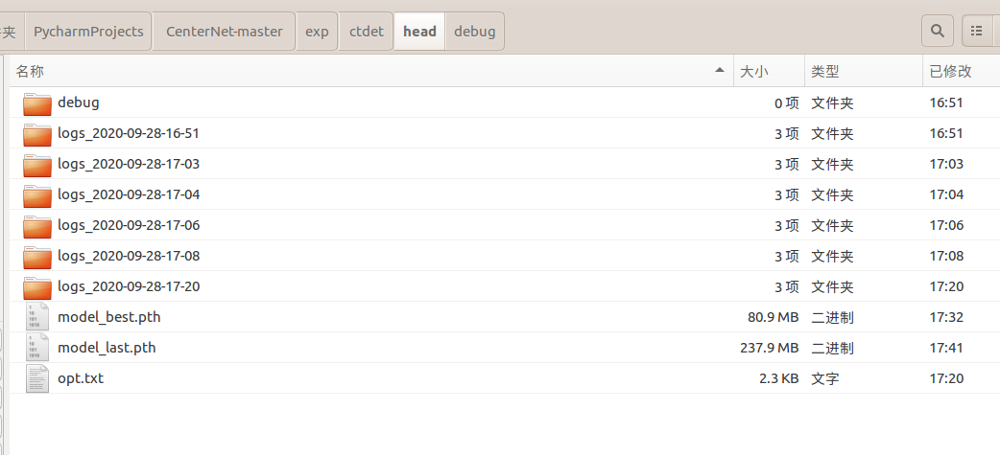 夹 PycharmProjects CenterNet-master exp ctdet head debug
名称 大小 类型 已修改
debug 0 项 文件夹 16:51
logs_2020-09-28-16-51 3 项 文件夹 16:51
logs_2020-09-28-17-03 3 项 文件夹 17:03
logs_2020-09-28-17-04 3 项 文件夹 17:04
logs_2020-09-28-17-06 3 项 文件夹 17:06
logs_2020-09-28-17-08 3 项 文件夹 17:08
logs_2020-09-28-17-20 3 项 文件夹 17:20
model_best.pth 80.9 MB 二进制 17:32
model_last.pth 237.9 MB 二进制 17:41
opt.txt 2.3 KB 文字 17:20